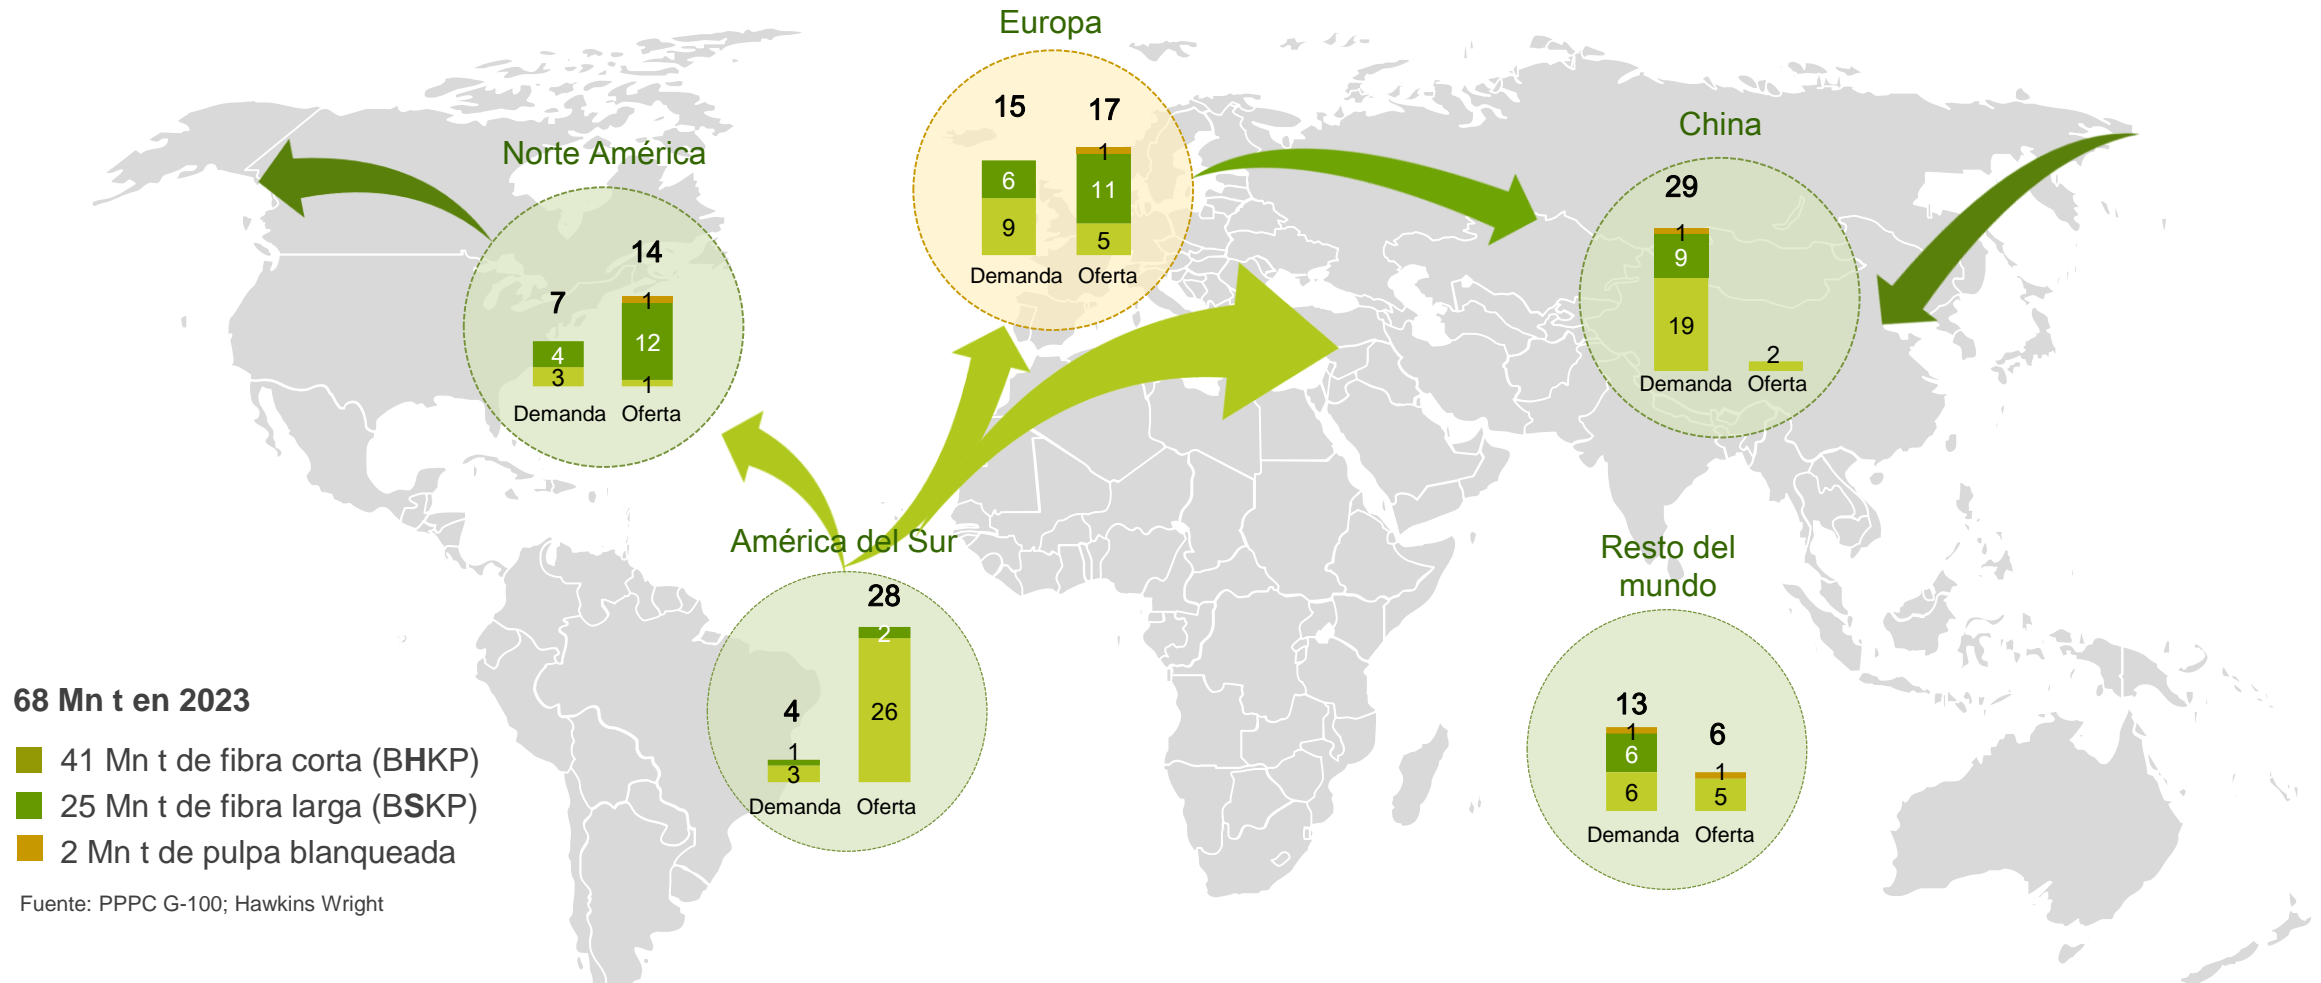 Europa
15
17
1
6
11
9
5
Demanda
Oferta
Norte América
14
7
1
4
12
3
1
Demanda
Oferta
China
29
1
9
19
2
Demanda
Oferta
América del Sur
28
2
4
26
1
3
Demanda
Oferta
Resto del
mundo
13
6
1
6
1
6
5
Demanda
Oferta
68 Mn t en 2023
41 Mn t de fibra corta (BHKP)
25 Mn t de fibra larga (BSKP)
2 Mn t de pulpa blanqueada
Fuente: PPPC G-100; Hawkins Wright